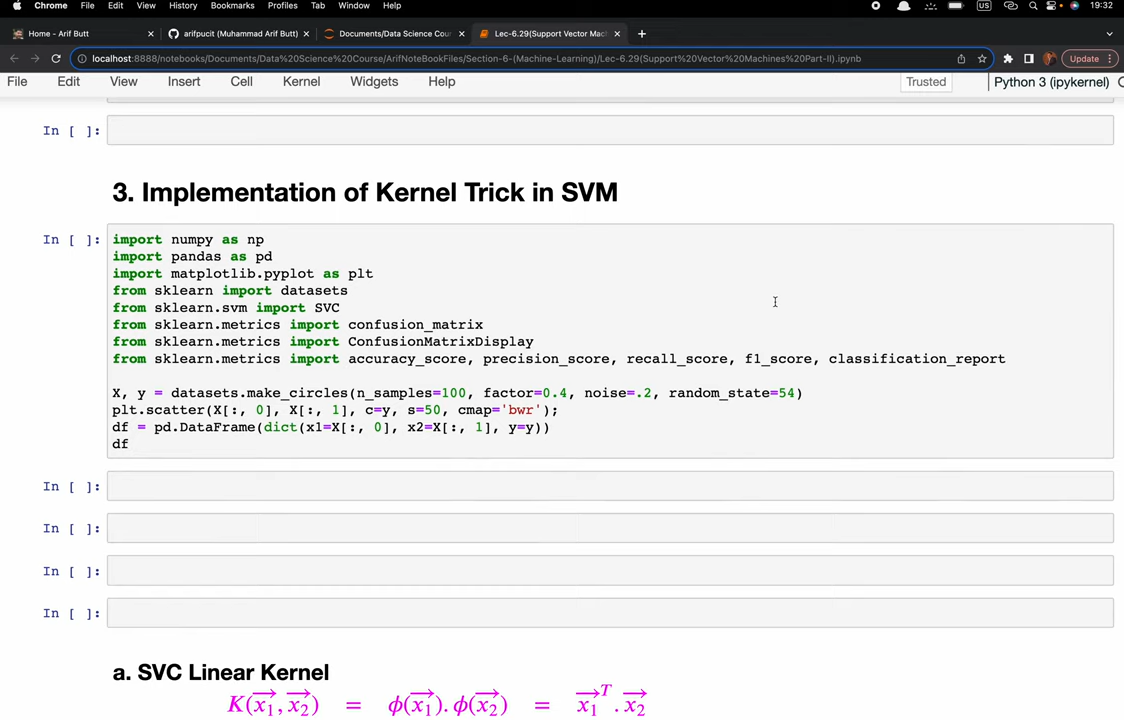 Chrome File Edit View History Bookmarks Profiles Tab Window Help US 19:32
Home - Arif Butt arifpucit (Muhammad Arif Butt) Documents/Data Science Cou Lec-6.29(Support Vector Mac
localhost:8888/notebooks/Documents/Data%20Science%20Course/ArifNoteBookFiles/Section-6-(Machine-Learning)/Lec-6.29(Support%20Vector%20Machines%20Part-II).ipynb Update
File Edit View Insert Cell Kernel Widgets Help Trusted Python 3 (ipykernel)
In [ ]:
3. Implementation of Kernel Trick in SVM
In [ ]: import numpy as np
import pandas as pd
import matplotlib.pyplot as plt
from sklearn import datasets
from sklearn.svm import SVC
from sklearn.metrics import confusion_matrix
from sklearn.metrics import ConfusionMatrixDisplay
from sklearn.metrics import accuracy_score, precision_score, recall_score, f1_score, classification_report
X, y = datasets.make_circles(n_samples=100, factor=0.4, noise=.2, random_state=54)
plt.scatter(X[:, 0], X[:, 1], c=y, s=50, cmap='bwr');
df = pd.DataFrame(dict(x1=X[:, 0], x2=X[:, 1], y=y))
df
In [ ]:
In [ ]:
In [ ]:
In [ ]:
a. SVC Linear Kernel
K(x⃗₁, x⃗₂) = ϕ(x⃗₁). ϕ(x⃗₂) = x⃗₁ᵀ. x⃗₂